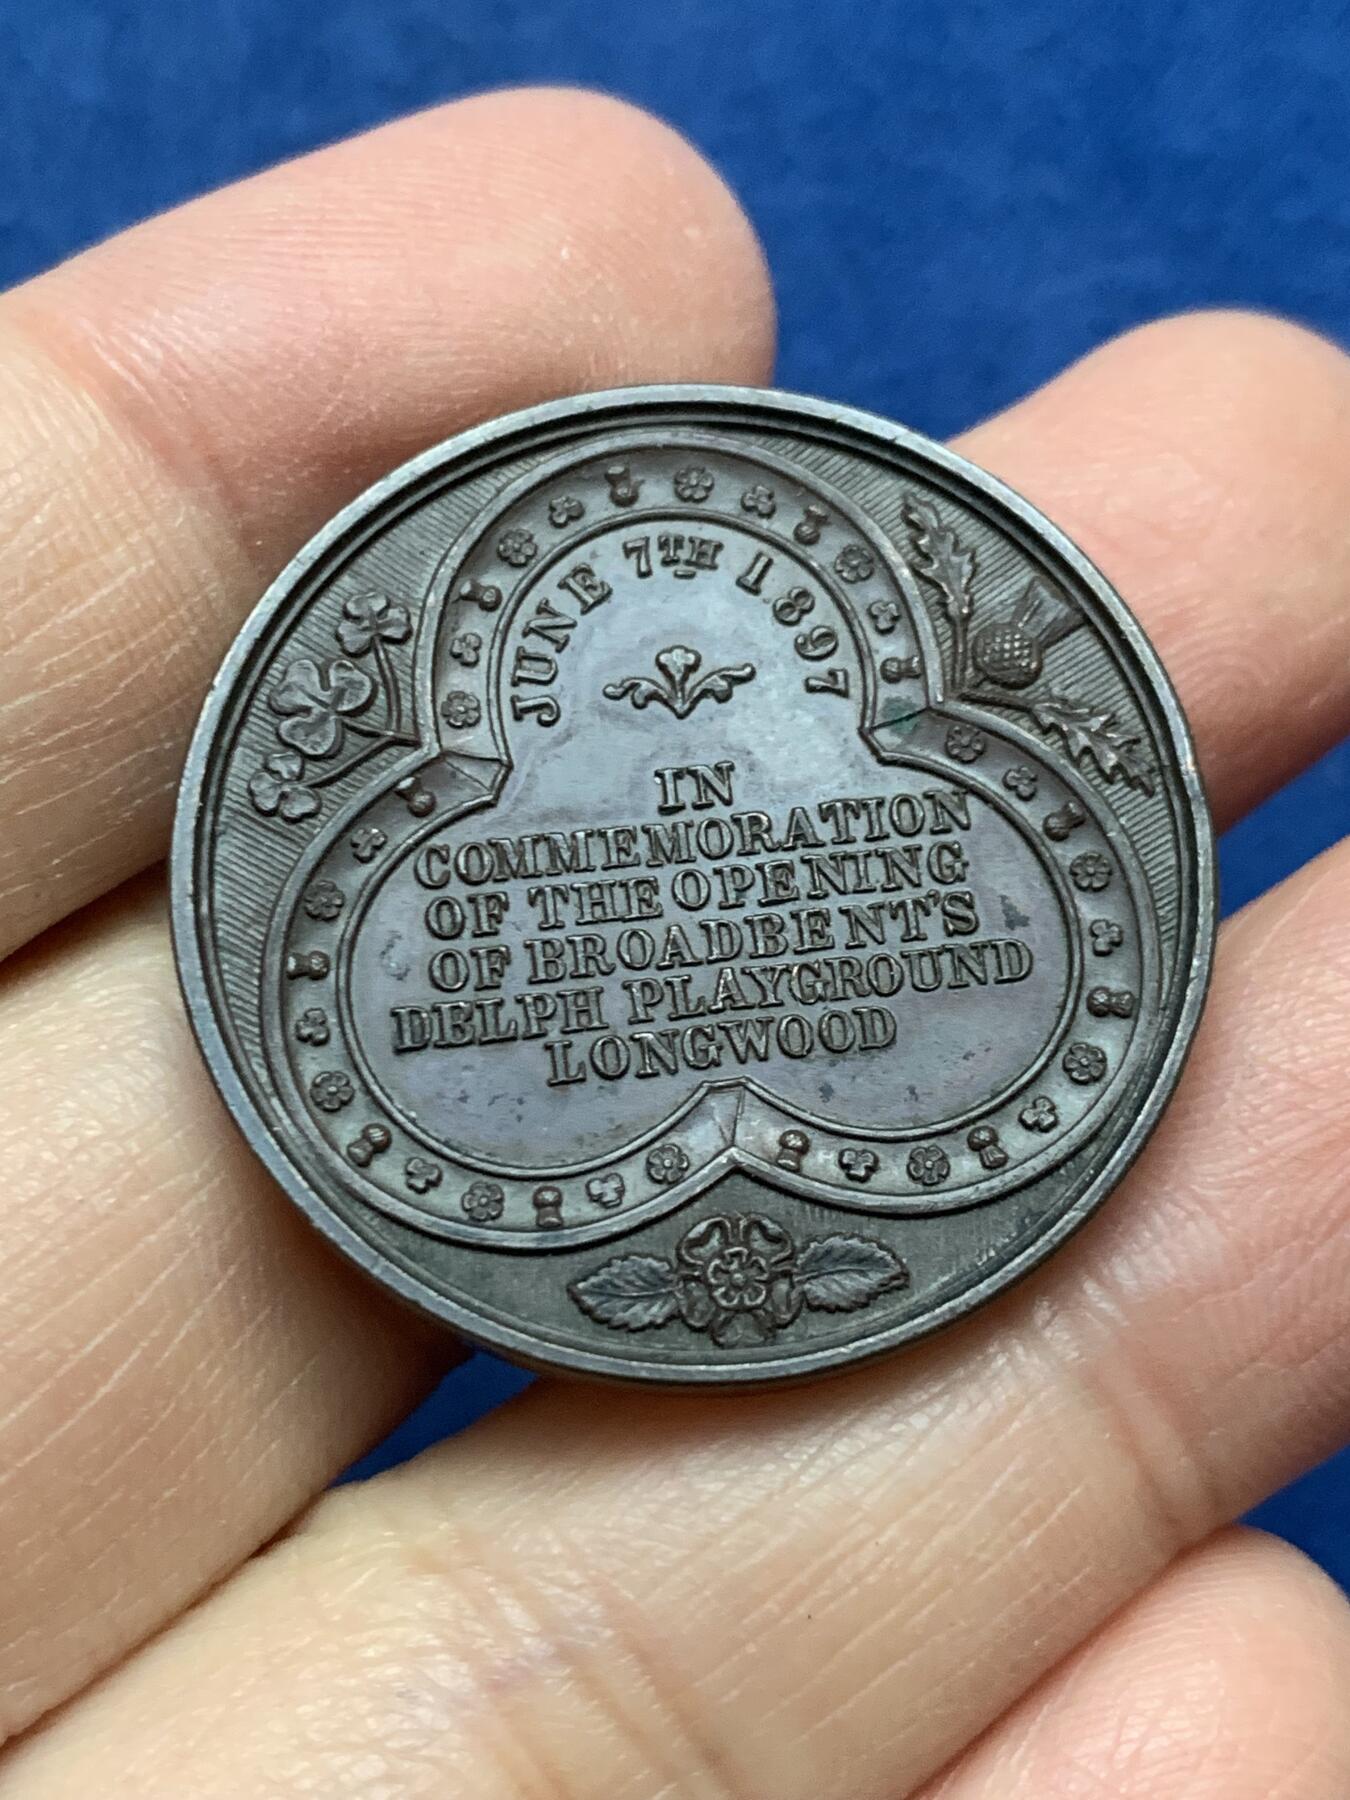 JUNE 7TH 1897
IN
COMMEMORATION
OF THE OPENING
OF BROADBENT'S
DELPH PLAYGROUND
LONGWOOD